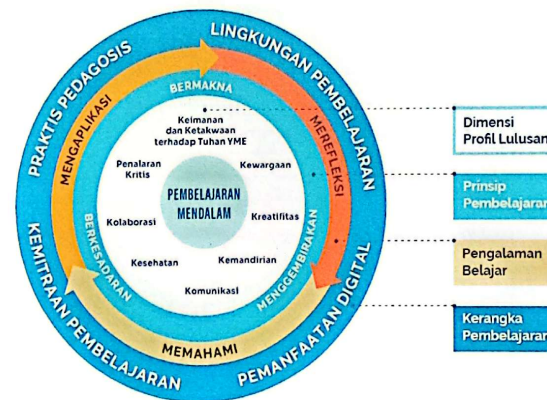 PRAKTIS PEDAGOSIS
LINGKUNGAN PEMBELAJARAN
KEMITRAAN PEMBELAJARAN
PEMANFAATAN DIGITAL
MENGAPLIKASI
MEREFLEKSI
MEMAHAMI
BERMAKNA
BERKESADARAN
MENGGEMBIRAKAN
Keimanan
dan Ketakwaan
terhadap Tuhan YME
Penalaran
Kritis
Kewargaan
PEMBELAJARAN
MENDALAM
Kolaborasi
Kreatifitas
Kesehatan
Kemandirian
Komunikasi
Dimensi
Profil Lulusan
Prinsip
Pembelajaran
Pengalaman
Belajar
Kerangka
Pembelajaran